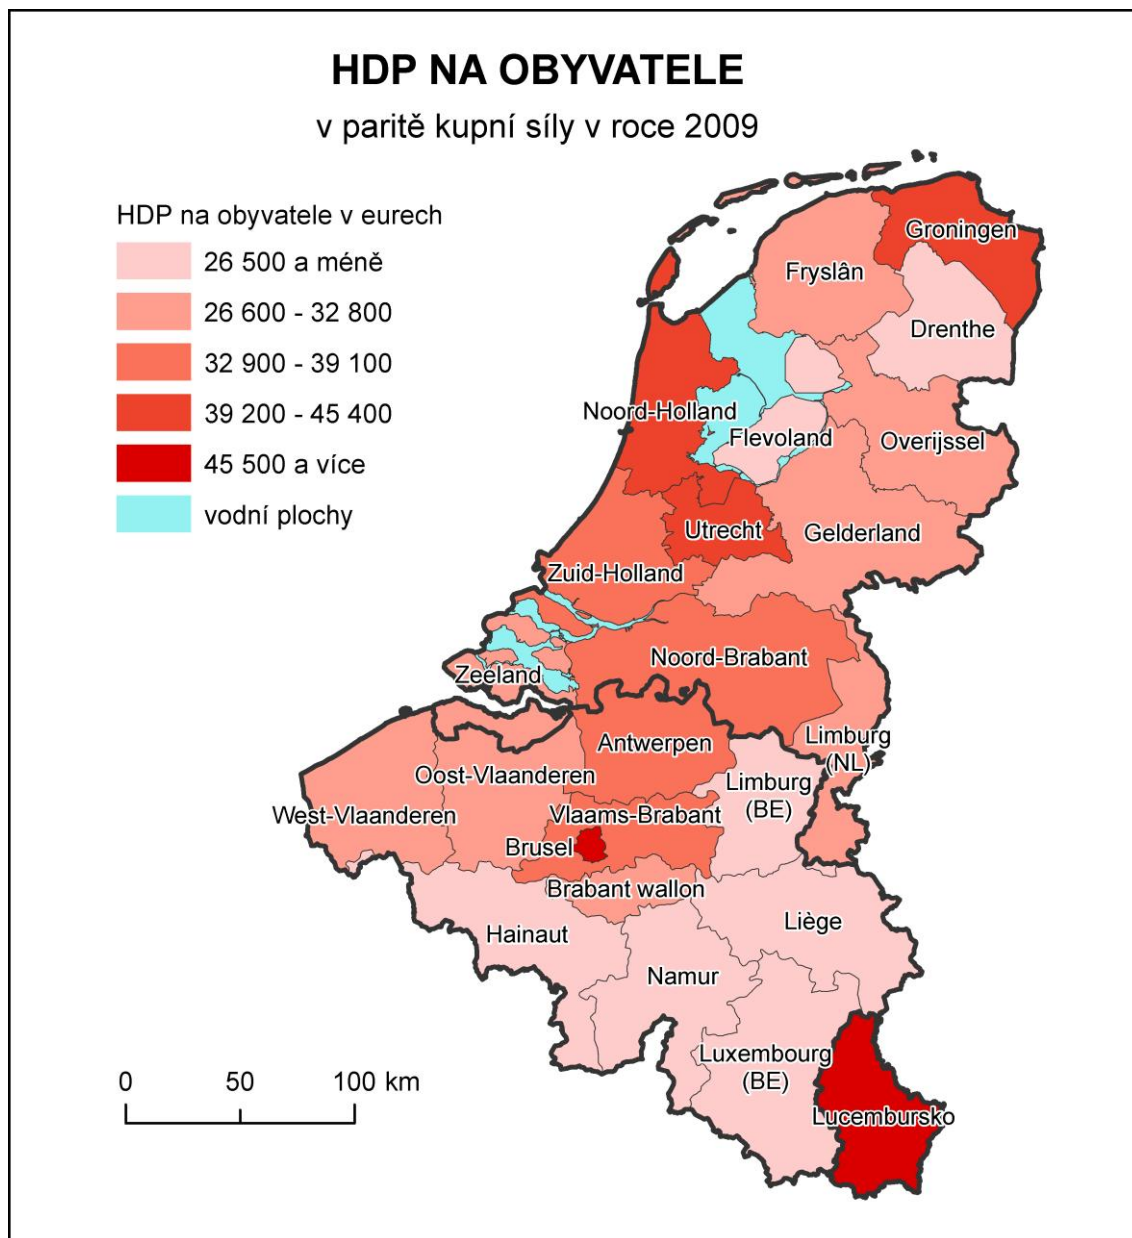 HDP NA OBYVATELE
v paritě kupní síly v roce 2009
HDP na obyvatele v eurech
26 500 a méně
26 600 - 32 800
32 900 - 39 100
39 200 - 45 400
45 500 a více
vodní plochy
Groningen
Fryslân
Drenthe
Noord-Holland
Flevoland
Overijssel
Utrecht
Gelderland
Zuid-Holland
Noord-Brabant
Zeeland
Antwerpen
Limburg
(NL)
Oost-Vlaanderen
Limburg
(BE)
West-Vlaanderen
Vlaams-Brabant
Brusel
Brabant wallon
Hainaut
Liège
Namur
Luxembourg
(BE)
Lucembursko
0 50 100 km